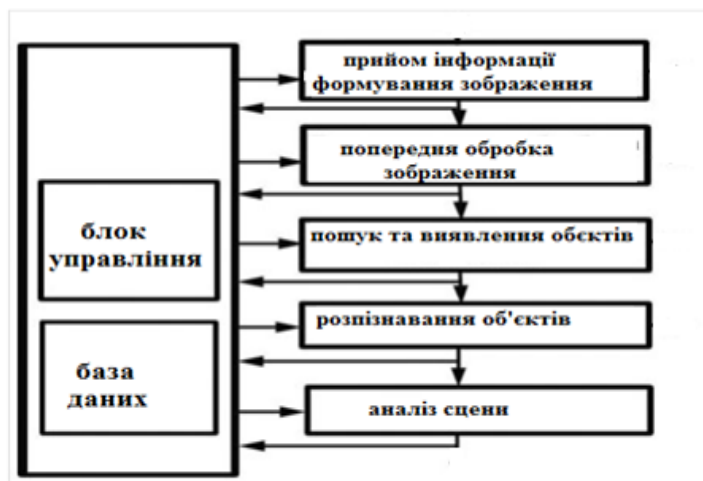 прийом інформації
формування зображення
попередня обробка
зображення
блок
управління
пошук та виявлення обєктів
розпізнавання об'єктів
база
даних
аналіз сцени